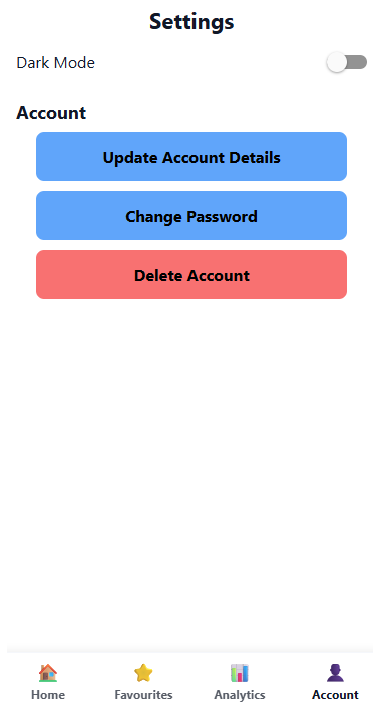 Settings
Dark Mode
Account
Update Account Details
Change Password
Delete Account
Home
Favourites
Analytics
Account